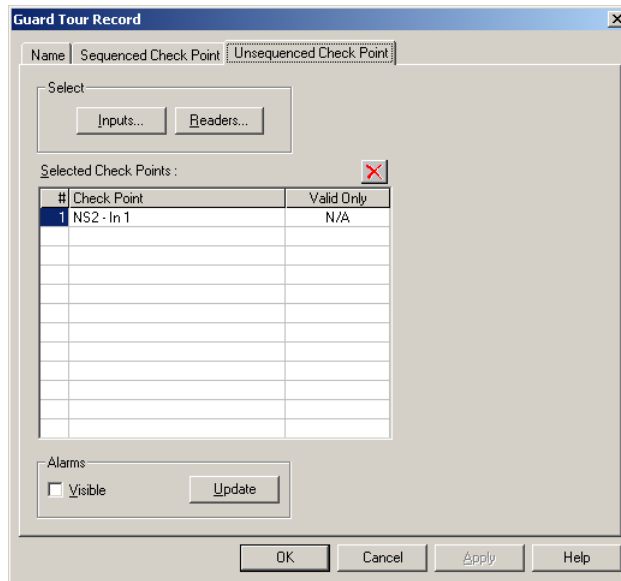 Guard Tour Record
Name Sequenced Check Point Unsequenced Check Point
Select
Inputs... Readers...
Selected Check Points :
# Check Point Valid Only
1 NS2 - In 1 N/A
Alarms
Visible Update
OK Cancel Apply Help